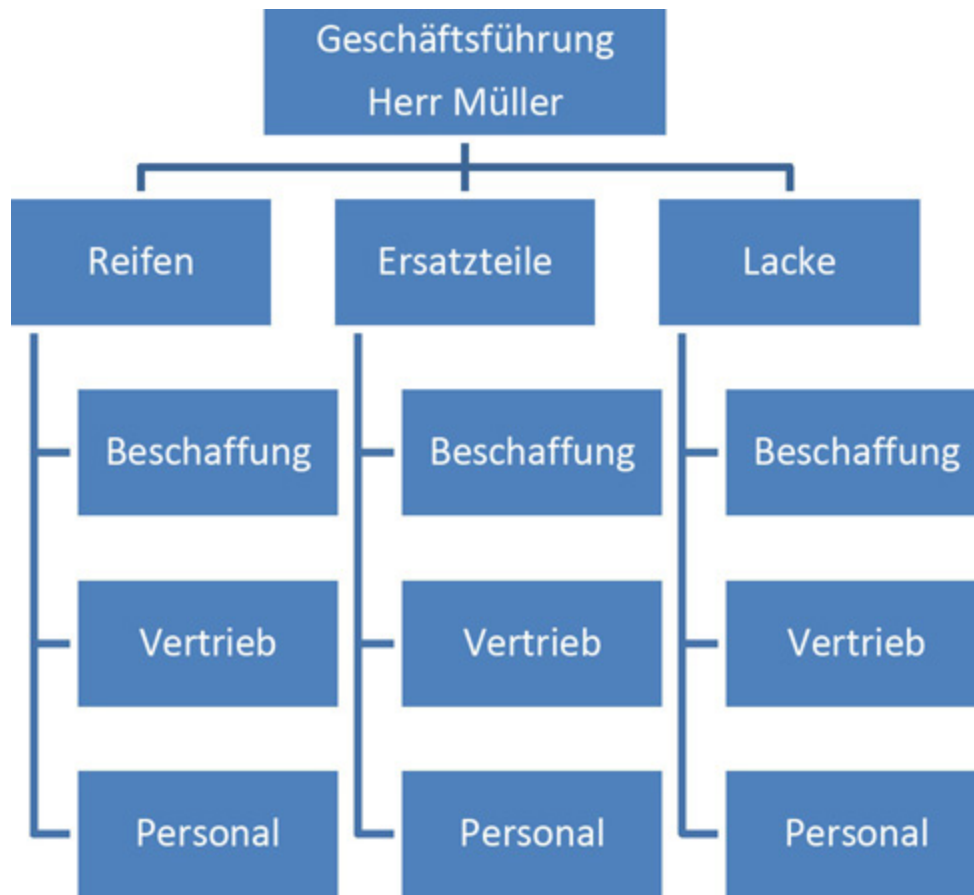 Geschäftsführung
Herr Müller
Reifen
Ersatzteile
Lacke
Beschaffung
Beschaffung
Beschaffung
Vertrieb
Vertrieb
Vertrieb
Personal
Personal
Personal